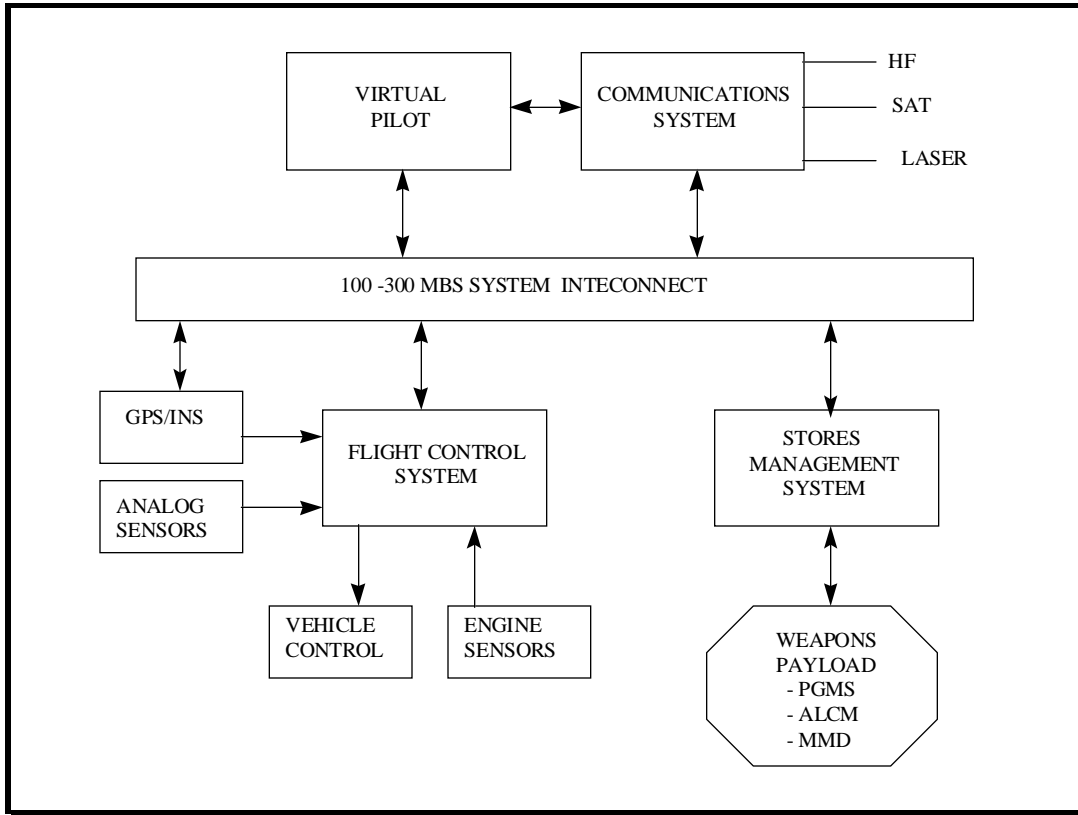 VIRTUAL
PILOT
COMMUNICATIONS
SYSTEM
HF
SAT
LASER
100 -300 MBS SYSTEM INTECONNECT
GPS/INS
ANALOG
SENSORS
FLIGHT CONTROL
SYSTEM
STORES
MANAGEMENT
SYSTEM
VEHICLE
CONTROL
ENGINE
SENSORS
WEAPONS
PAYLOAD
- PGMS
- ALCM
- MMD